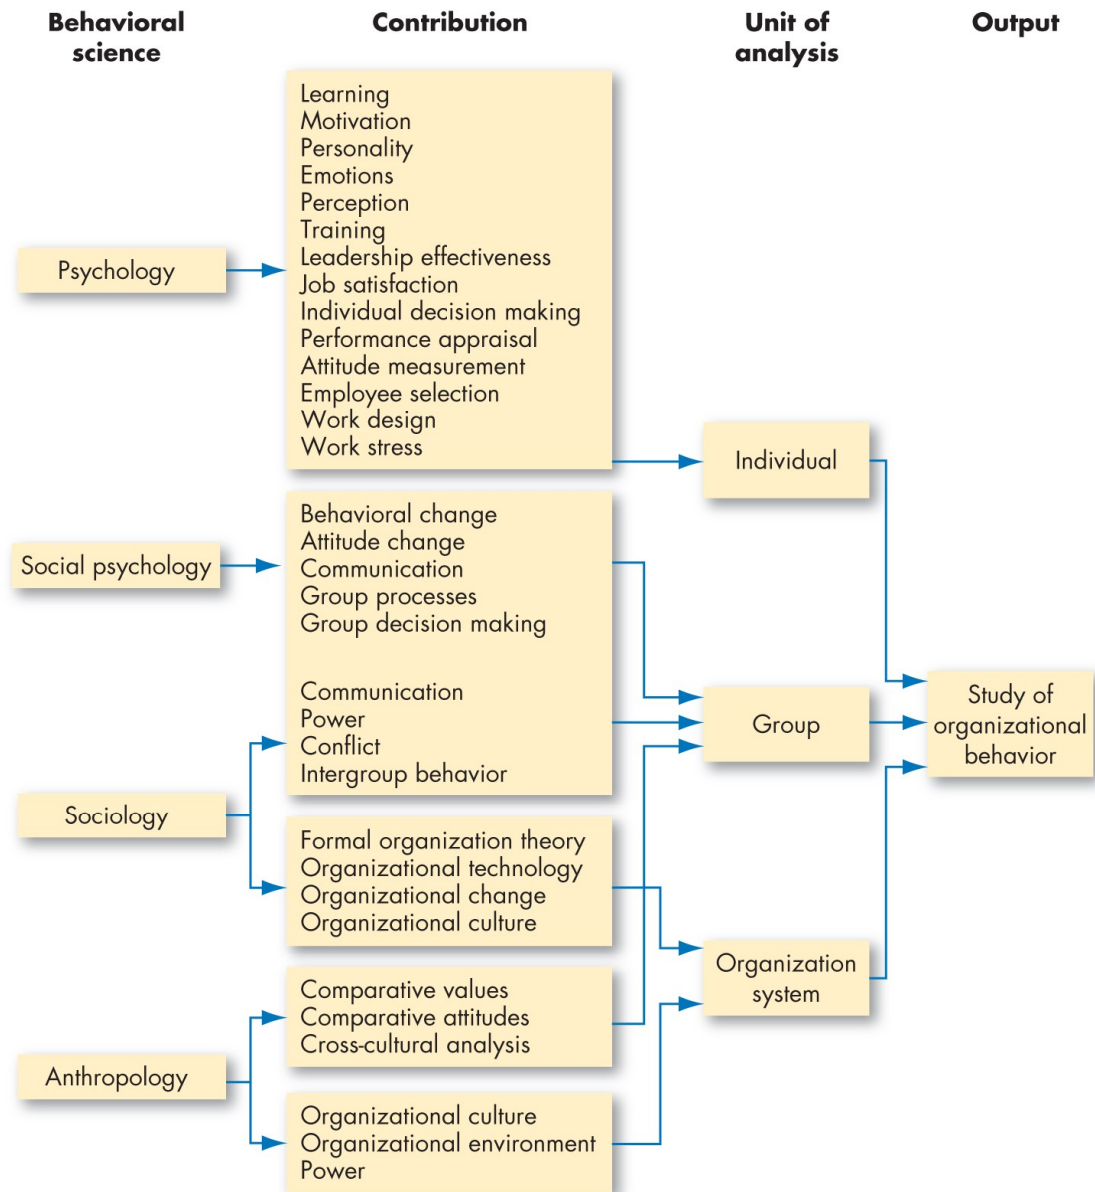 Behavioral
science
Contribution
Unit of
analysis
Output
Psychology
Learning
Motivation
Personality
Emotions
Perception
Training
Leadership effectiveness
Job satisfaction
Individual decision making
Performance appraisal
Attitude measurement
Employee selection
Work design
Work stress
Individual
Social psychology
Behavioral change
Attitude change
Communication
Group processes
Group decision making
Communication
Power
Conflict
Intergroup behavior
Group
Study of
organizational
behavior
Sociology
Formal organization theory
Organizational technology
Organizational change
Organizational culture
Organization
system
Anthropology
Comparative values
Comparative attitudes
Cross-cultural analysis
Organizational culture
Organizational environment
Power